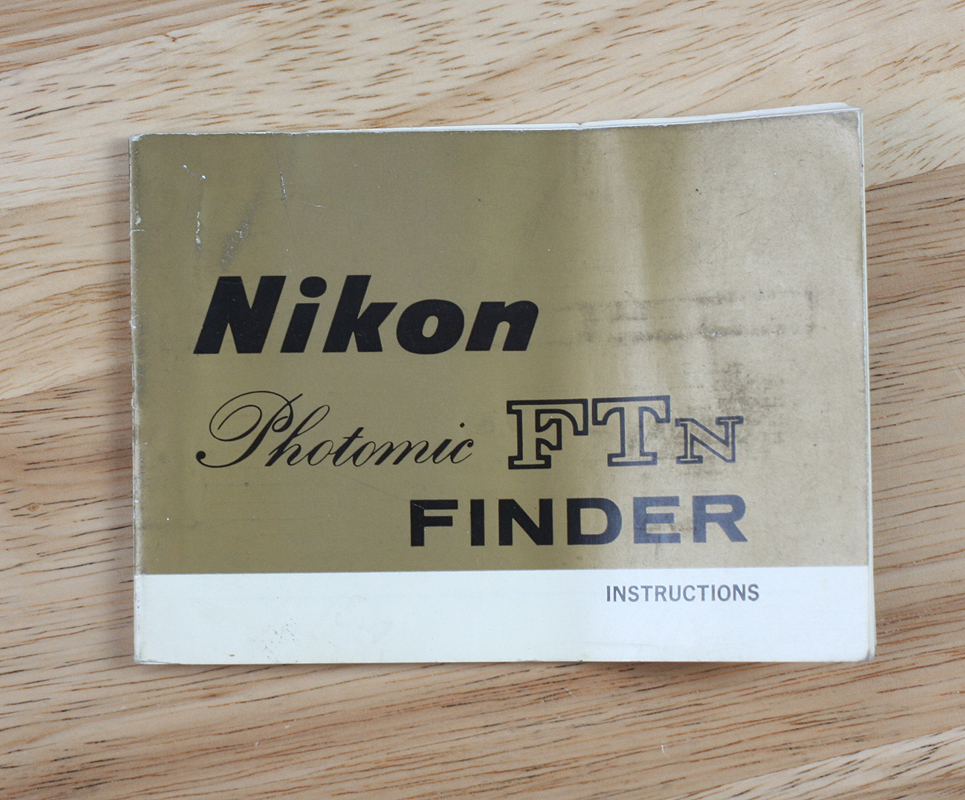 Nikon
Photomic FTN
FINDER
INSTRUCTIONS